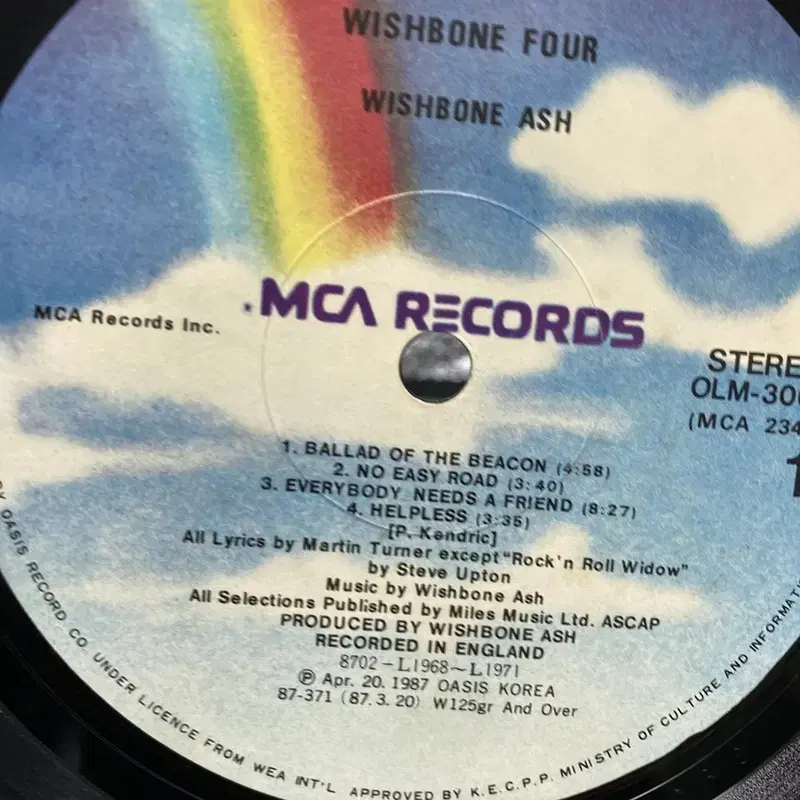 WISHBONE FOUR
WISHBONE ASH
MCA RECORDS
MCA Records Inc.
STERE
OLM-30
(MCA 234
1
1. BALLAD OF THE BEACON (4:58)
2. NO EASY ROAD (3:40)
3. EVERYBODY NEEDS A FRIEND (8:27)
4. HELPLESS (3:35)
[P. Kendric]
All Lyrics by Martin Turner except "Rock'n Roll Widow"
by Steve Upton
Music by Wishbone Ash
All Selections Published by Miles Music Ltd. ASCAP
PRODUCED BY WISHBONE ASH
RECORDED IN ENGLAND
8702-L1968~L1971
℗ Apr. 20. 1987 OASIS KOREA
87-371 (87. 3. 20) W125gr And Over
BY OASIS RECORD CO. UNDER LICENCE FROM WEA INT'L APPROVED BY K.E.C.P.P. MINISTRY OF CULTURE AND INFORMATI